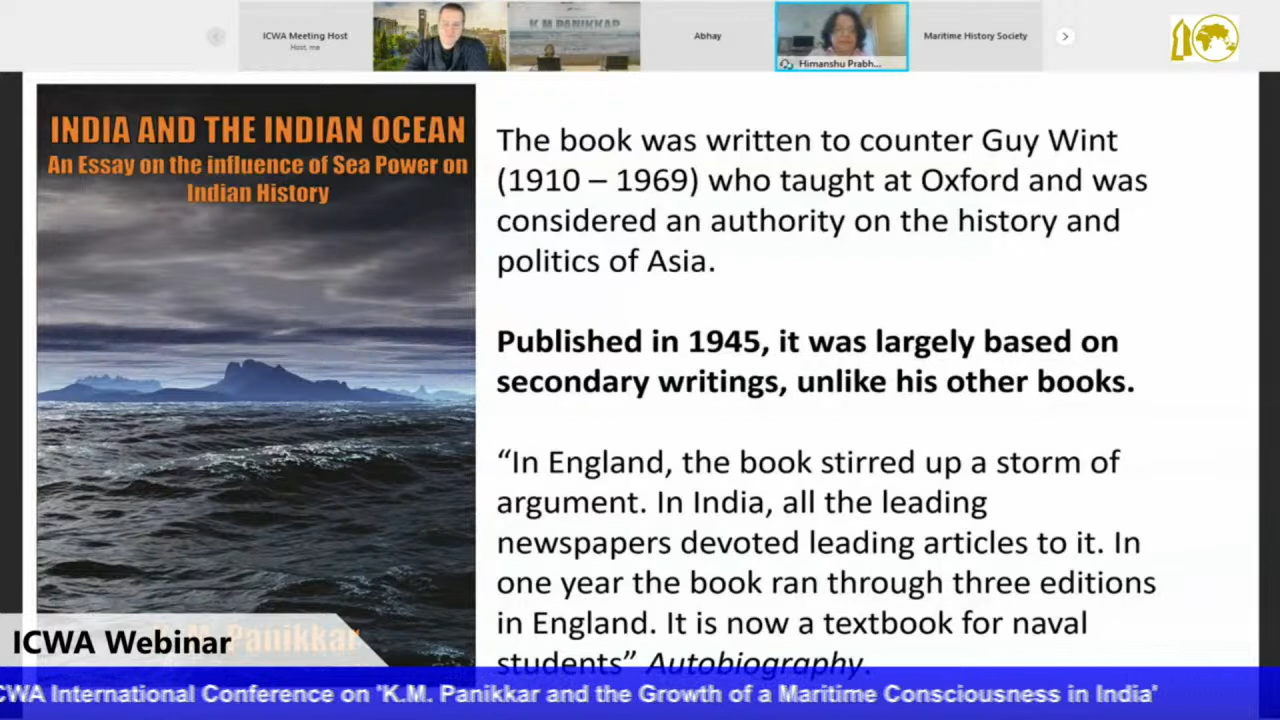 ICWA Meeting Host
Host, me
K M PANIKKAR
Abhay
Himanshu Prabh...
Maritime History Society
10
INDIA AND THE INDIAN OCEAN
An Essay on the influence of Sea Power on
Indian History
K.M. Panikkar
The book was written to counter Guy Wint
(1910 – 1969) who taught at Oxford and was
considered an authority on the history and
politics of Asia.
Published in 1945, it was largely based on
secondary writings, unlike his other books.
“In England, the book stirred up a storm of
argument. In India, all the leading
newspapers devoted leading articles to it. In
one year the book ran through three editions
in England. It is now a textbook for naval
students” Autobiography.
ICWA Webinar
CWA International Conference on 'K.M. Panikkar and the Growth of a Maritime Consciousness in India'